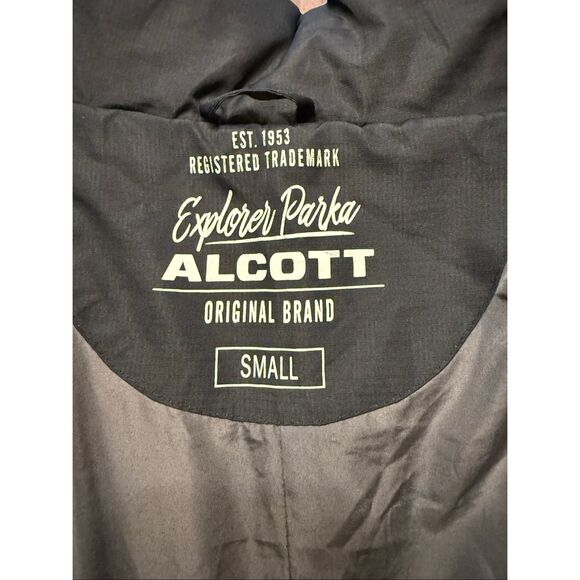 EST. 1953
REGISTERED TRADEMARK
Explorer Parka
ALCOTT
ORIGINAL BRAND
SMALL